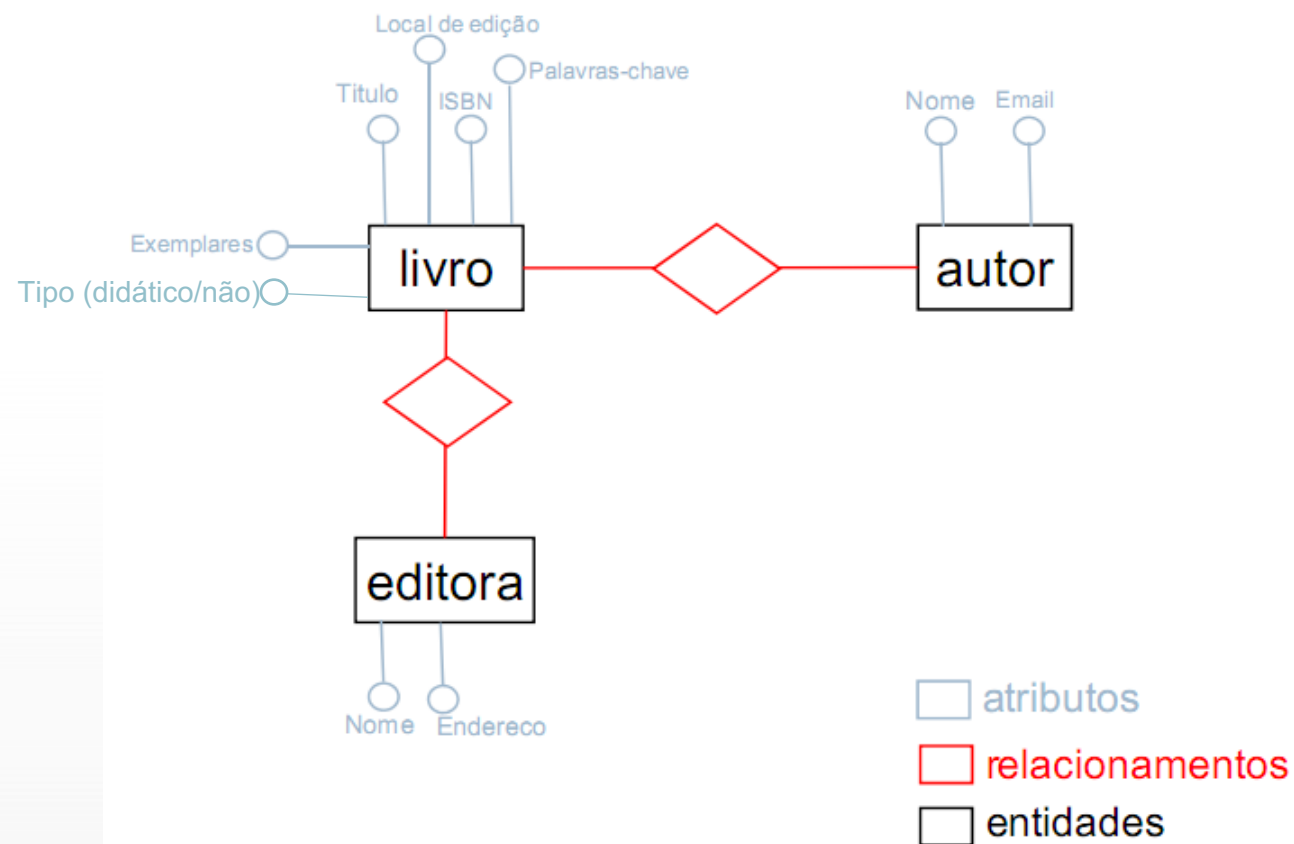 Local de edição
Palavras-chave
Titulo
ISBN
Nome Email
Exemplares
livro
autor
Tipo (didático/não)
editora
Nome Endereco
atributos
relacionamentos
entidades